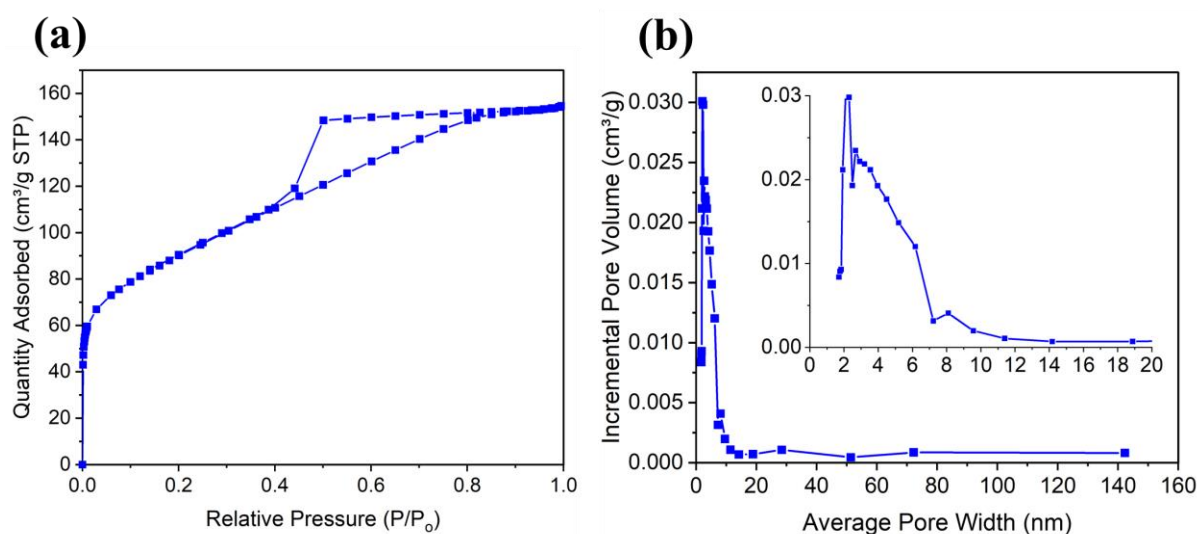 (a)
160
140
120
100
80
60
40
20
0
0.0 0.2 0.4 0.6 0.8 1.0
Quantity Adsorbed (cm³/g STP)
Relative Pressure (P/Pₒ)
(b)
0.030
0.025
0.020
0.015
0.010
0.005
0.000
0 20 40 60 80 100 120 140 160
Incremental Pore Volume (cm³/g)
Average Pore Width (nm)
0.03
0.02
0.01
0.00
0 2 4 6 8 10 12 14 16 18 20